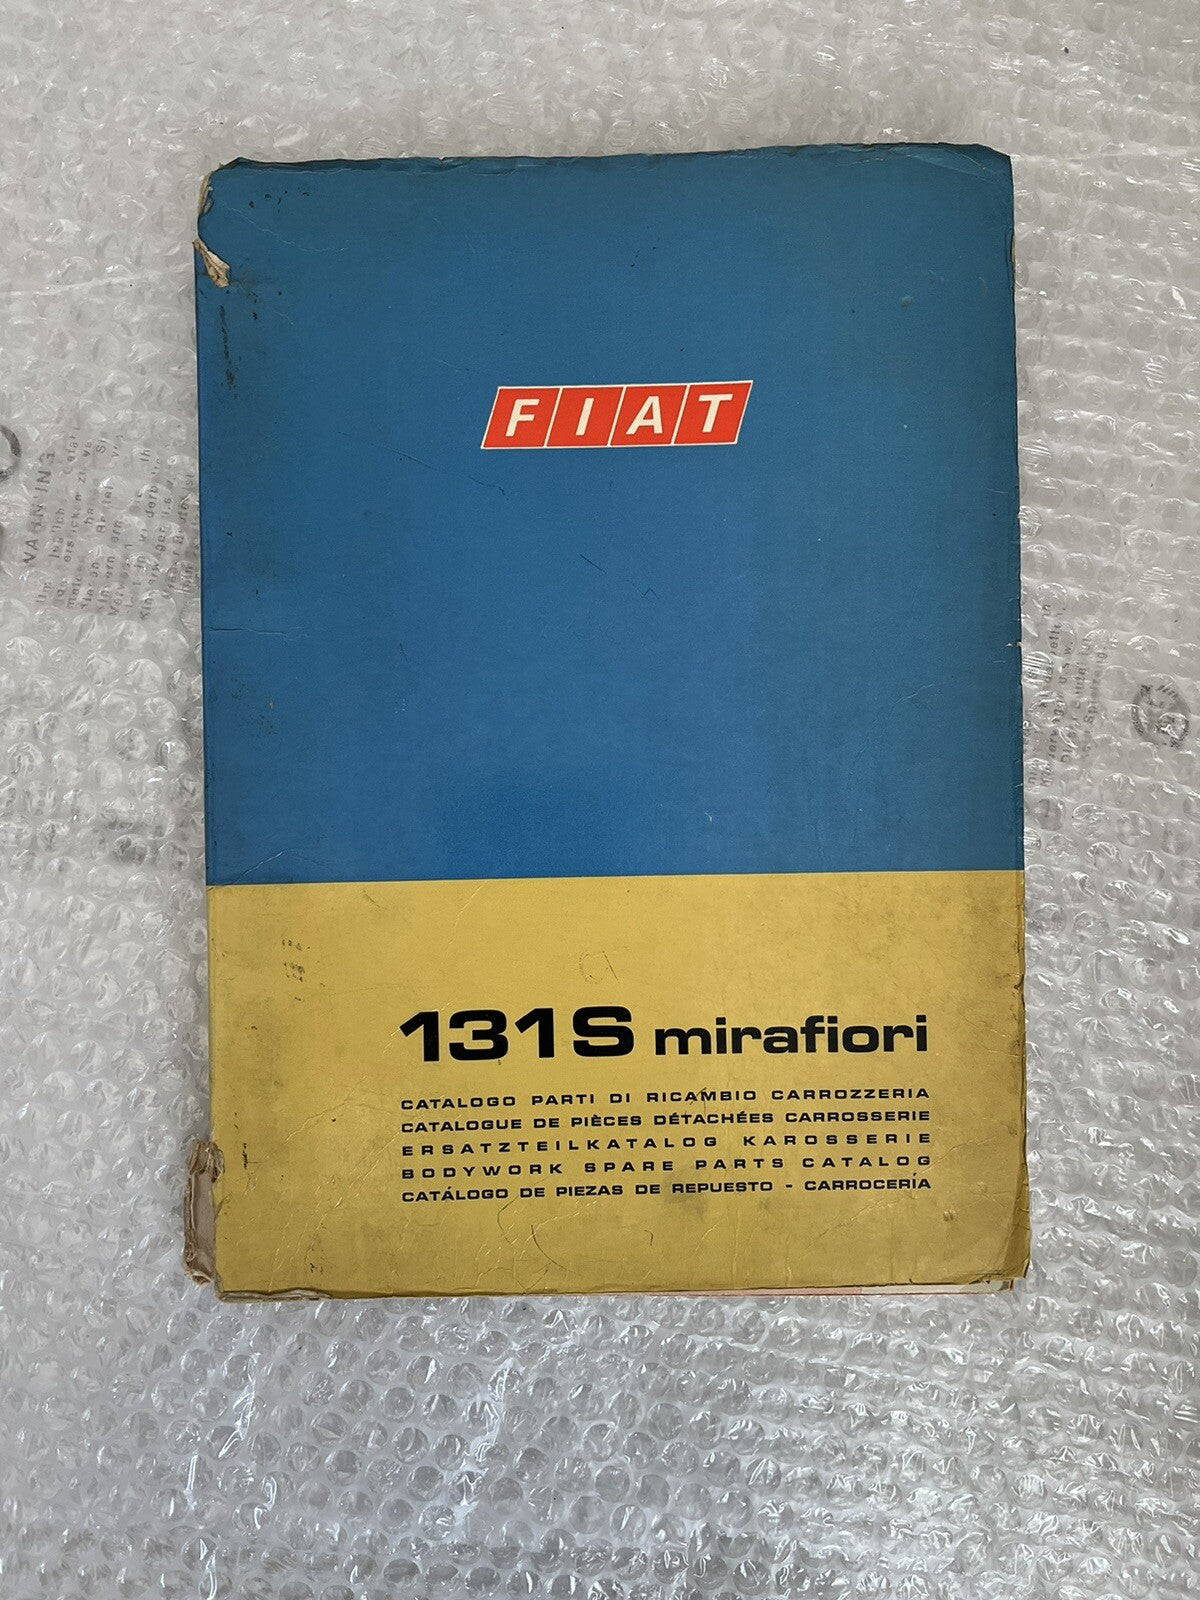 FIAT
131S mirafiori
CATALOGO PARTI DI RICAMBIO CARROZZERIA
CATALOGUE DE PIÈCES DÉTACHÉES CARROSSERIE
ERSATZTEILKATALOG KAROSSERIE
BODYWORK SPARE PARTS CATALOG
CATÁLOGO DE PIEZAS DE REPUESTO - CARROCERÍA